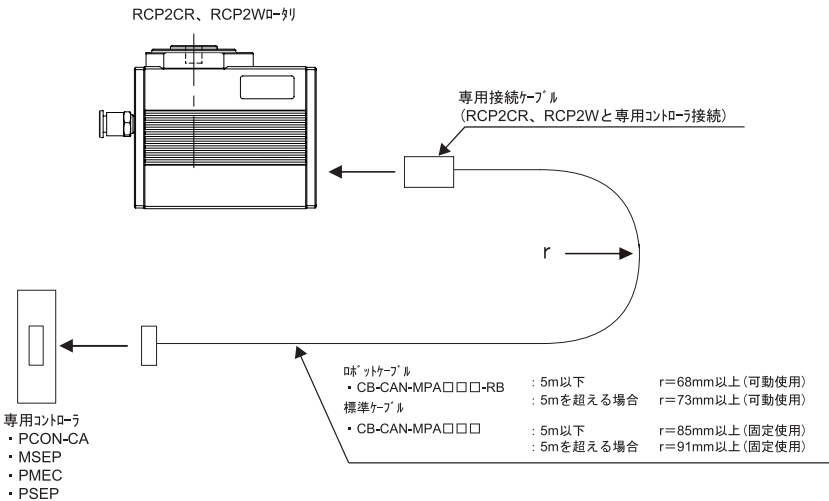 RCP2CR、RCP2Wﾛｰﾀﾘ
専用接続ｹｰﾌﾞﾙ
(RCP2CR、RCP2Wと専用ｺﾝﾄﾛｰﾗ接続)
r
ﾛﾎﾞｯﾄｹｰﾌﾞﾙ
・CB-CAN-MPA□□□-RB :5m以下 r＝68mm以上(可動使用)
:5mを超える場合 r＝73mm以上(可動使用)
標準ｹｰﾌﾞﾙ
・CB-CAN-MPA□□□ :5m以下 r＝85mm以上(固定使用)
:5mを超える場合 r＝91mm以上(固定使用)
専用ｺﾝﾄﾛｰﾗ
・PCON-CA
・MSEP
・PMEC
・PSEP